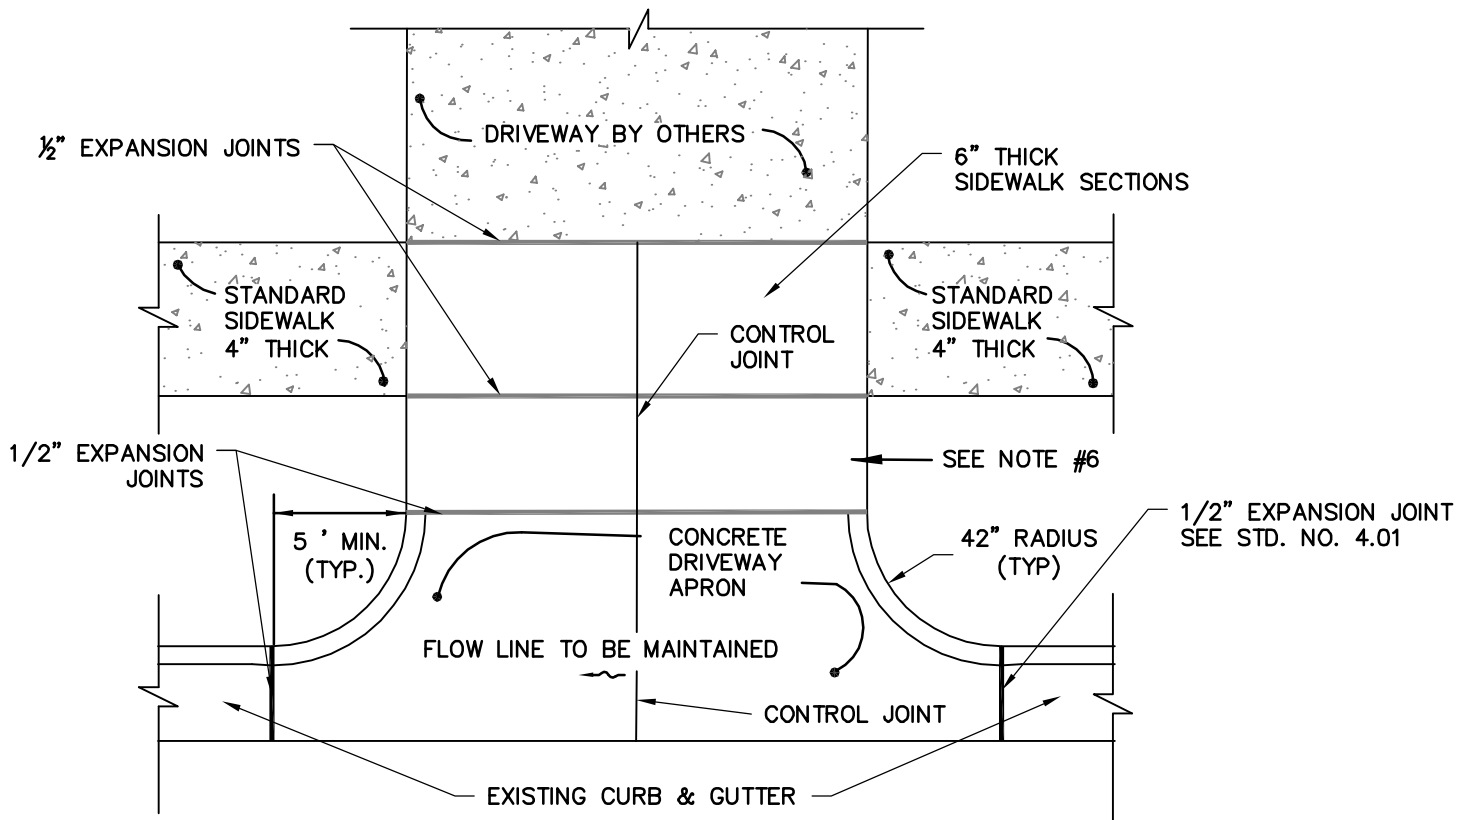 DRIVEWAY BY OTHERS
½" EXPANSION JOINTS
6" THICK
SIDEWALK SECTIONS
STANDARD
SIDEWALK
4" THICK
CONTROL
JOINT
STANDARD
SIDEWALK
4" THICK
1/2" EXPANSION
JOINTS
SEE NOTE #6
5 ' MIN.
(TYP.)
CONCRETE
DRIVEWAY
APRON
42" RADIUS
(TYP)
1/2" EXPANSION JOINT
SEE STD. NO. 4.01
FLOW LINE TO BE MAINTAINED
CONTROL JOINT
EXISTING CURB & GUTTER